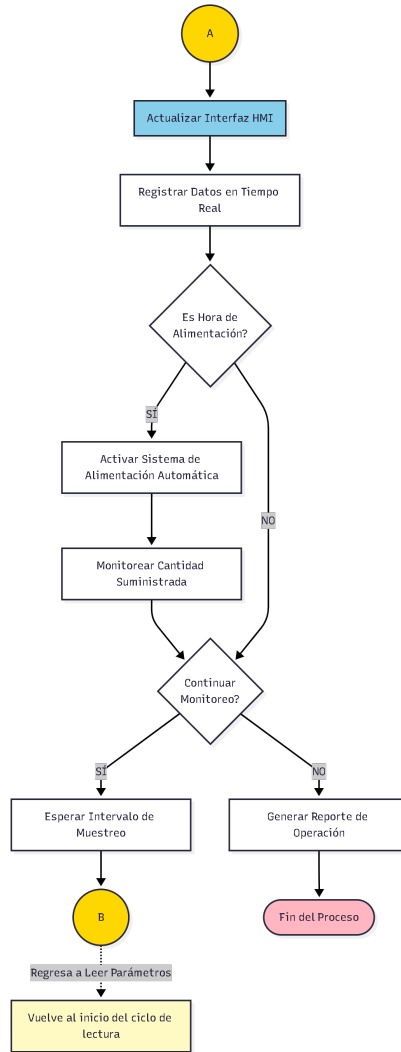 A
Actualizar Interfaz HMI
Registrar Datos en Tiempo
Real
Es Hora de
Alimentación?
SÍ
Activar Sistema de
Alimentación Automática
NO
Monitorear Cantidad
Suministrada
Continuar
Monitoreo?
SÍ
NO
Esperar Intervalo de
Muestreo
Generar Reporte de
Operación
B
Fin del Proceso
Regresa a Leer Parámetros
Vuelve al inicio del ciclo de
lectura